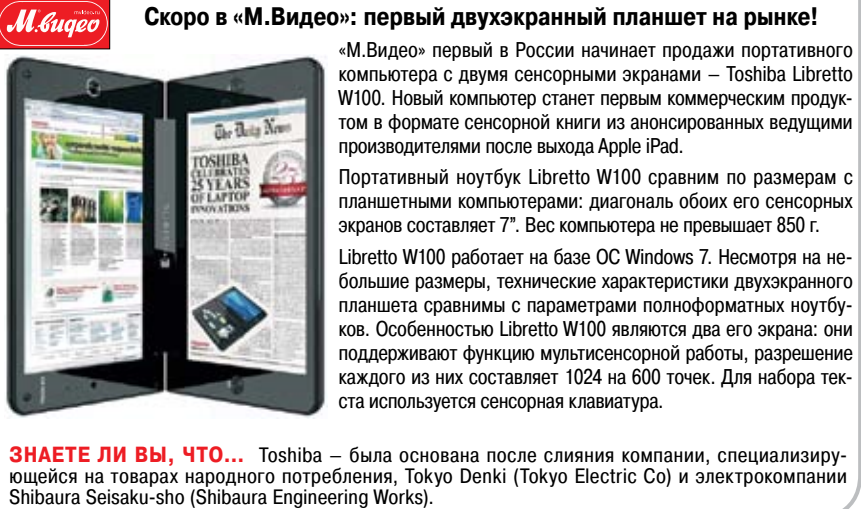 mvideo.ru
М.видео
Скоро в «М.Видео»: первый двухэкранный планшет на рынке!
«М.Видео» первый в России начинает продажи портативного
компьютера с двумя сенсорными экранами – Toshiba Libretto
W100. Новый компьютер станет первым коммерческим продук-
том в формате сенсорной книги из анонсированных ведущими
производителями после выхода Apple iPad.
Портативный ноутбук Libretto W100 сравним по размерам с
планшетными компьютерами: диагональ обоих его сенсорных
экранов составляет 7”. Вес компьютера не превышает 850 г.
Libretto W100 работает на базе ОС Windows 7. Несмотря на не-
большие размеры, технические характеристики двухэкранного
планшета сравнимы с параметрами полноформатных ноутбу-
ков. Особенностью Libretto W100 являются два его экрана: они
поддерживают функцию мультисенсорной работы, разрешение
каждого из них составляет 1024 на 600 точек. Для набора тек-
ста используется сенсорная клавиатура.
The Daily News
TOSHIBA
CELEBRATES
25 YEARS
OF LAPTOP
INNOVATIONS
25
ЗНАЕТЕ ЛИ ВЫ, ЧТО... Toshiba – была основана после слияния компании, специализиру-
ющейся на товарах народного потребления, Tokyo Denki (Tokyo Electric Co) и электрокомпании
Shibaura Seisaku-sho (Shibaura Engineering Works).